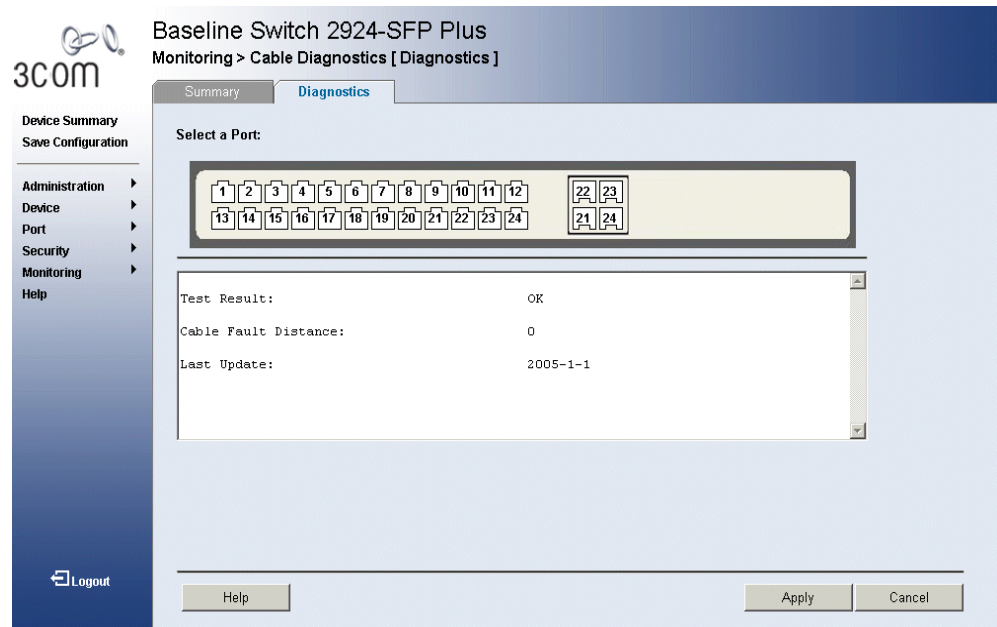 3COM
Baseline Switch 2924-SFP Plus
Monitoring > Cable Diagnostics [ Diagnostics ]
Summary Diagnostics
Device Summary
Save Configuration
Administration
Device
Port
Security
Monitoring
Help
Logout
Select a Port:
1 2 3 4 5 6 7 8 9 10 11 12 22 23
13 14 15 16 17 18 19 20 21 22 23 24 21 24
Test Result: OK
Cable Fault Distance: 0
Last Update: 2005-1-1
Help Apply Cancel